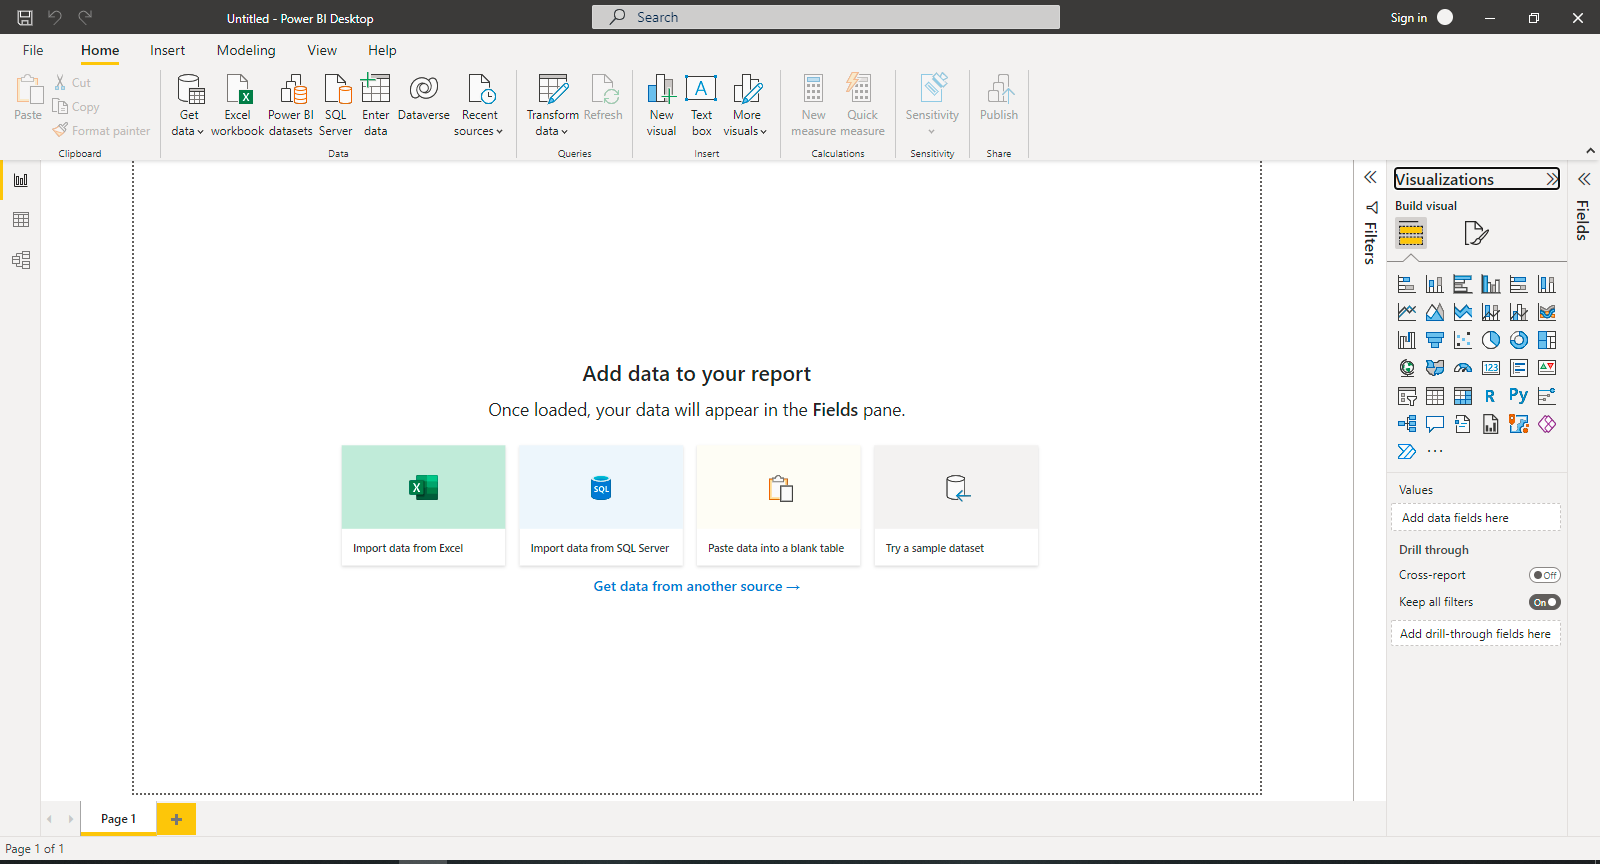 Untitled - Power BI Desktop
Search
Sign in
File Home Insert Modeling View Help
Paste
Cut
Copy
Format painter
Clipboard
Get data
Excel workbook
Power BI datasets
SQL Server
Enter data
Dataverse
Recent sources
Data
Transform data
Refresh
Queries
New visual
Text box
More visuals
Insert
New measure
Quick measure
Calculations
Sensitivity
Sensitivity
Publish
Share
Add data to your report
Once loaded, your data will appear in the Fields pane.
X
Import data from Excel
SQL
Import data from SQL Server
Paste data into a blank table
Try a sample dataset
Get data from another source →
Filters
Visualizations
Build visual
123
R
Py
Values
Add data fields here
Drill through
Cross-report
Off
Keep all filters
On
Add drill-through fields here
Fields
Page 1
Page 1 of 1